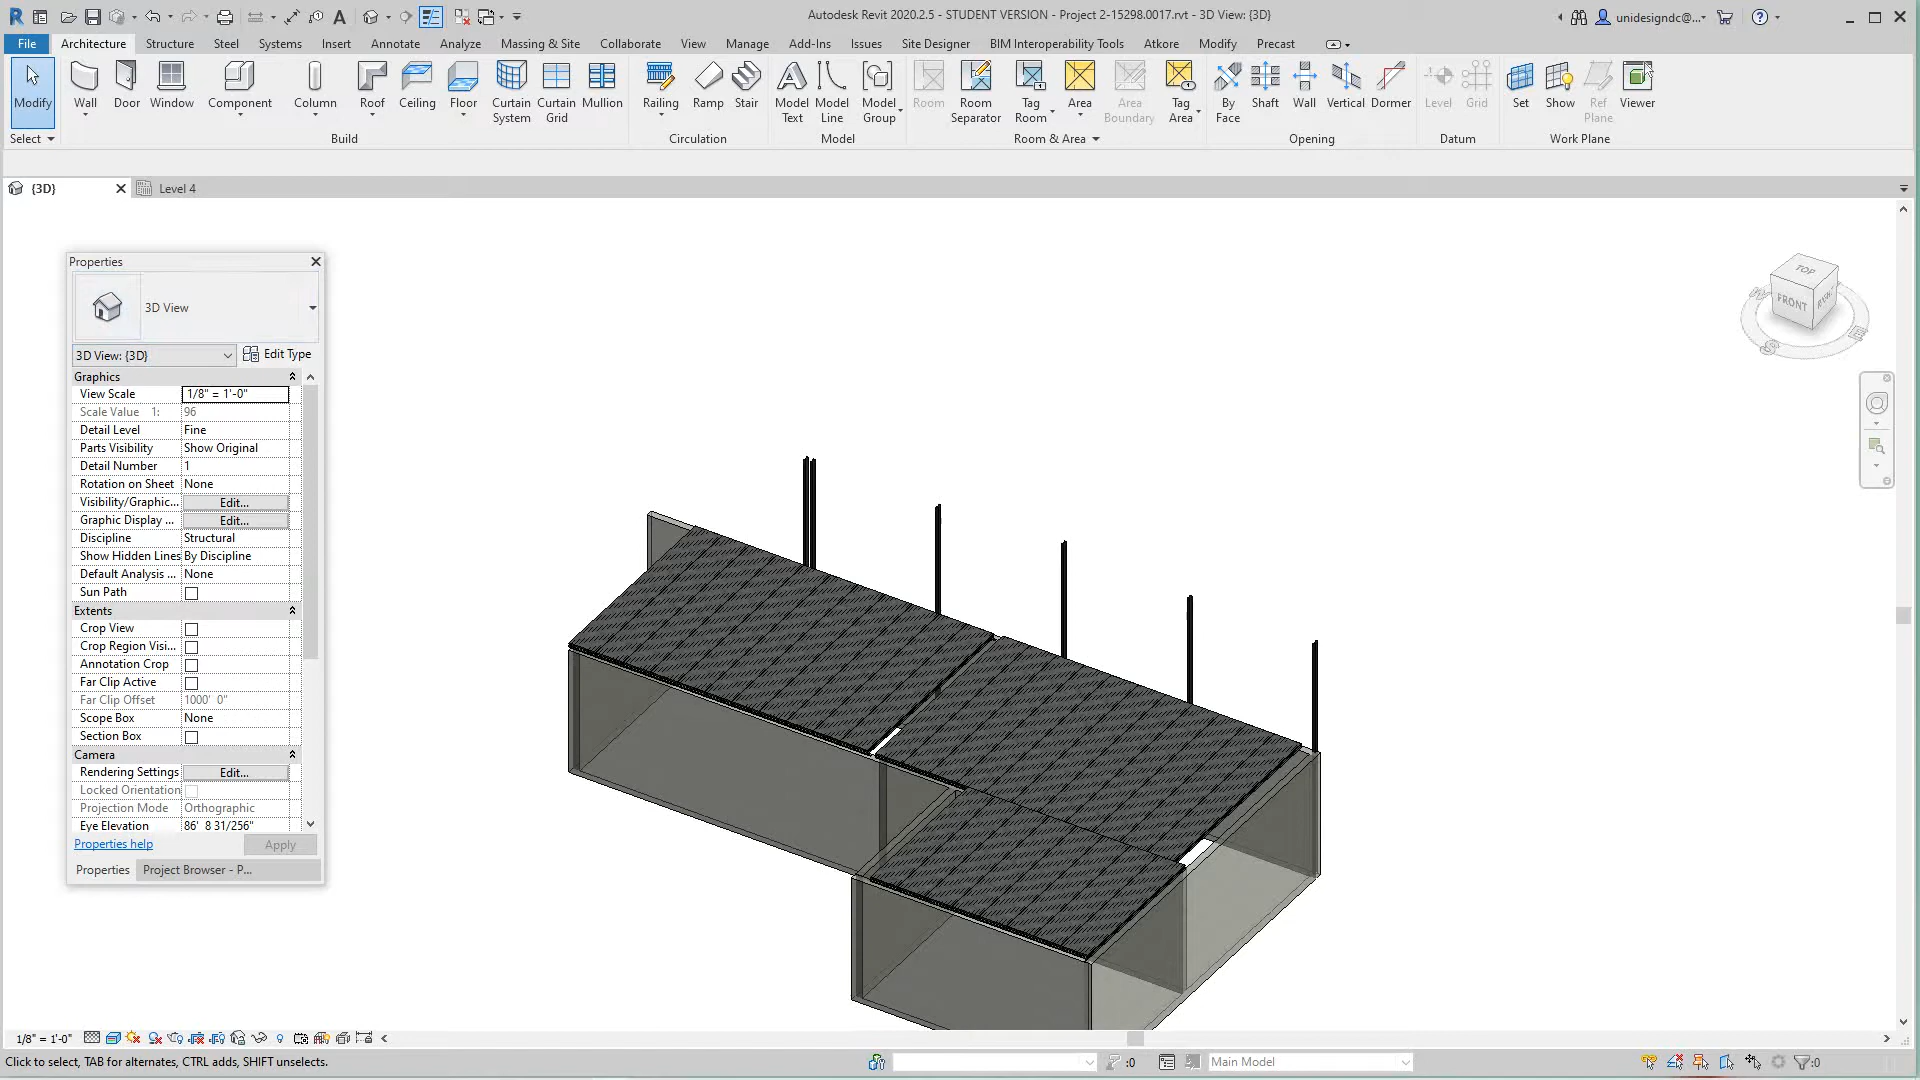 Autodesk Revit 2020.2.5 - STUDENT VERSION - Project 2-15298.0017.rvt - 3D View: {3D}
unidesigndc@...
File Architecture Structure Steel Systems Insert Annotate Analyze Massing & Site Collaborate View Manage Add-Ins Issues Site Designer BIM Interoperability Tools Atkore Modify Precast
Modify Wall Door Window Component Column Roof Ceiling Floor Curtain System Curtain Grid Mullion Railing Ramp Stair Model Text Model Line Model Group Room Room Separator Tag Room Area Area Boundary Tag Area By Face Shaft Wall Vertical Dormer Level Grid Set Show Ref Plane Viewer
Select Build Circulation Model Room & Area Opening Datum Work Plane
{3D} Level 4
Properties
3D View
3D View: {3D} Edit Type
Graphics
View Scale 1/8" = 1'-0"
Scale Value 1: 96
Detail Level Fine
Parts Visibility Show Original
Detail Number 1
Rotation on Sheet None
Visibility/Graphic... Edit...
Graphic Display ... Edit...
Discipline Structural
Show Hidden Lines By Discipline
Default Analysis ... None
Sun Path
Extents
Crop View
Crop Region Visi...
Annotation Crop
Far Clip Active
Far Clip Offset 1000' 0"
Scope Box None
Section Box
Camera
Rendering Settings Edit...
Locked Orientation
Projection Mode Orthographic
Eye Elevation 86' 8 31/256"
Properties help Apply
Properties Project Browser - P...
TOP
FRONT
RIGHT
S
E
1/8" = 1'-0"
Click to select, TAB for alternates, CTRL adds, SHIFT unselects.
:0
Main Model
:0